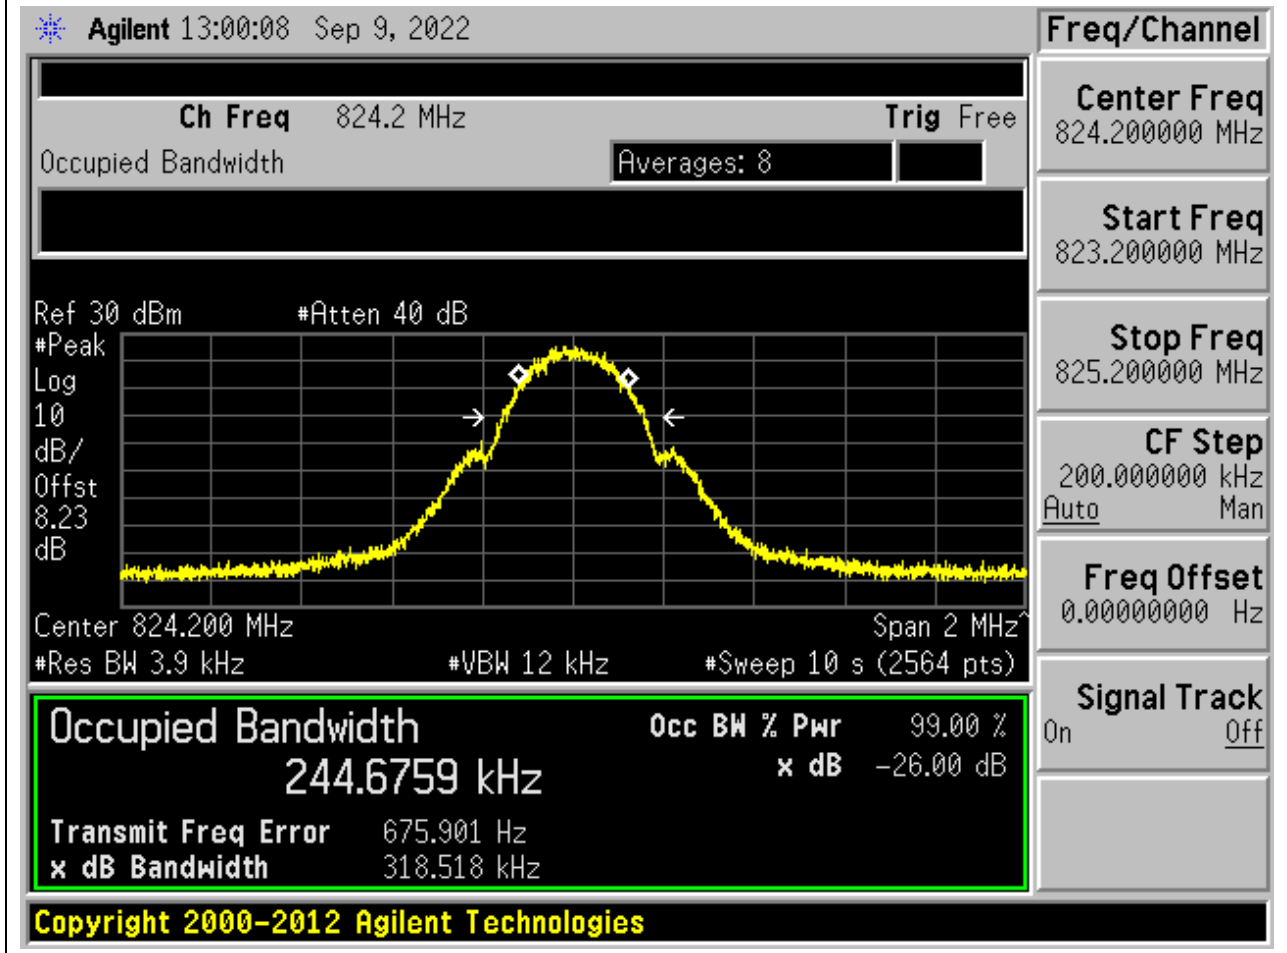 Agilent 13:00:08 Sep 9, 2022
Freq/Channel
Ch Freq 824.2 MHz
Trig Free
Occupied Bandwidth
Averages: 8
Ref 30 dBm
#Atten 40 dB
#Peak
Log
10
dB/
Offst
8.23
dB
Center 824.200 MHz
Span 2 MHz^
#Res BW 3.9 kHz
#VBW 12 kHz
#Sweep 10 s (2564 pts)
Occupied Bandwidth
244.6759 kHz
Occ BW % Pwr 99.00 %
x dB -26.00 dB
Transmit Freq Error 675.901 Hz
x dB Bandwidth 318.518 kHz
Center Freq
824.200000 MHz
Start Freq
823.200000 MHz
Stop Freq
825.200000 MHz
CF Step
200.000000 kHz
Auto Man
Freq Offset
0.00000000 Hz
Signal Track
On Off
Copyright 2000-2012 Agilent Technologies